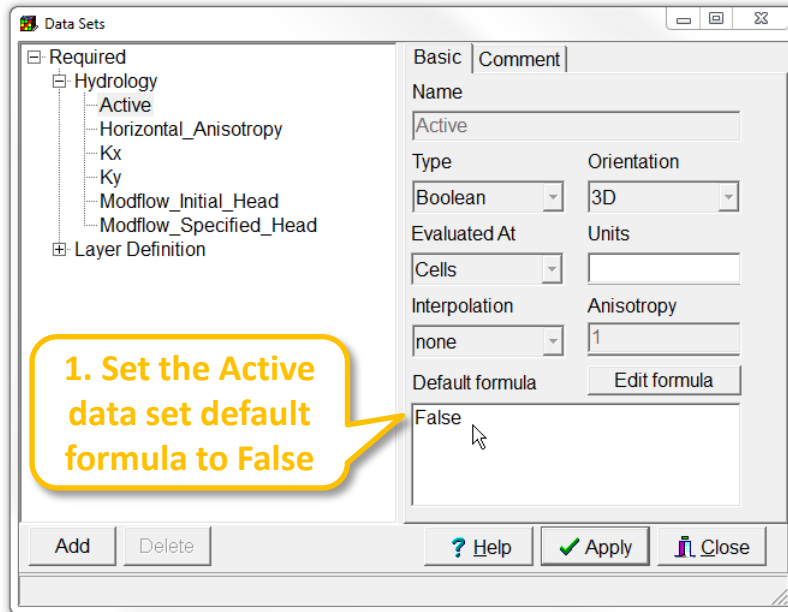 Data Sets
Required
Hydrology
Active
Horizontal_Anisotropy
Kx
Ky
Modflow_Initial_Head
Modflow_Specified_Head
Layer Definition
Basic
Comment
Name
Active
Type
Orientation
Boolean
3D
Evaluated At
Units
Cells
Interpolation
Anisotropy
none
1
Default formula
Edit formula
False
1. Set the Active
data set default
formula to False
Add
Delete
? Help
Apply
Close